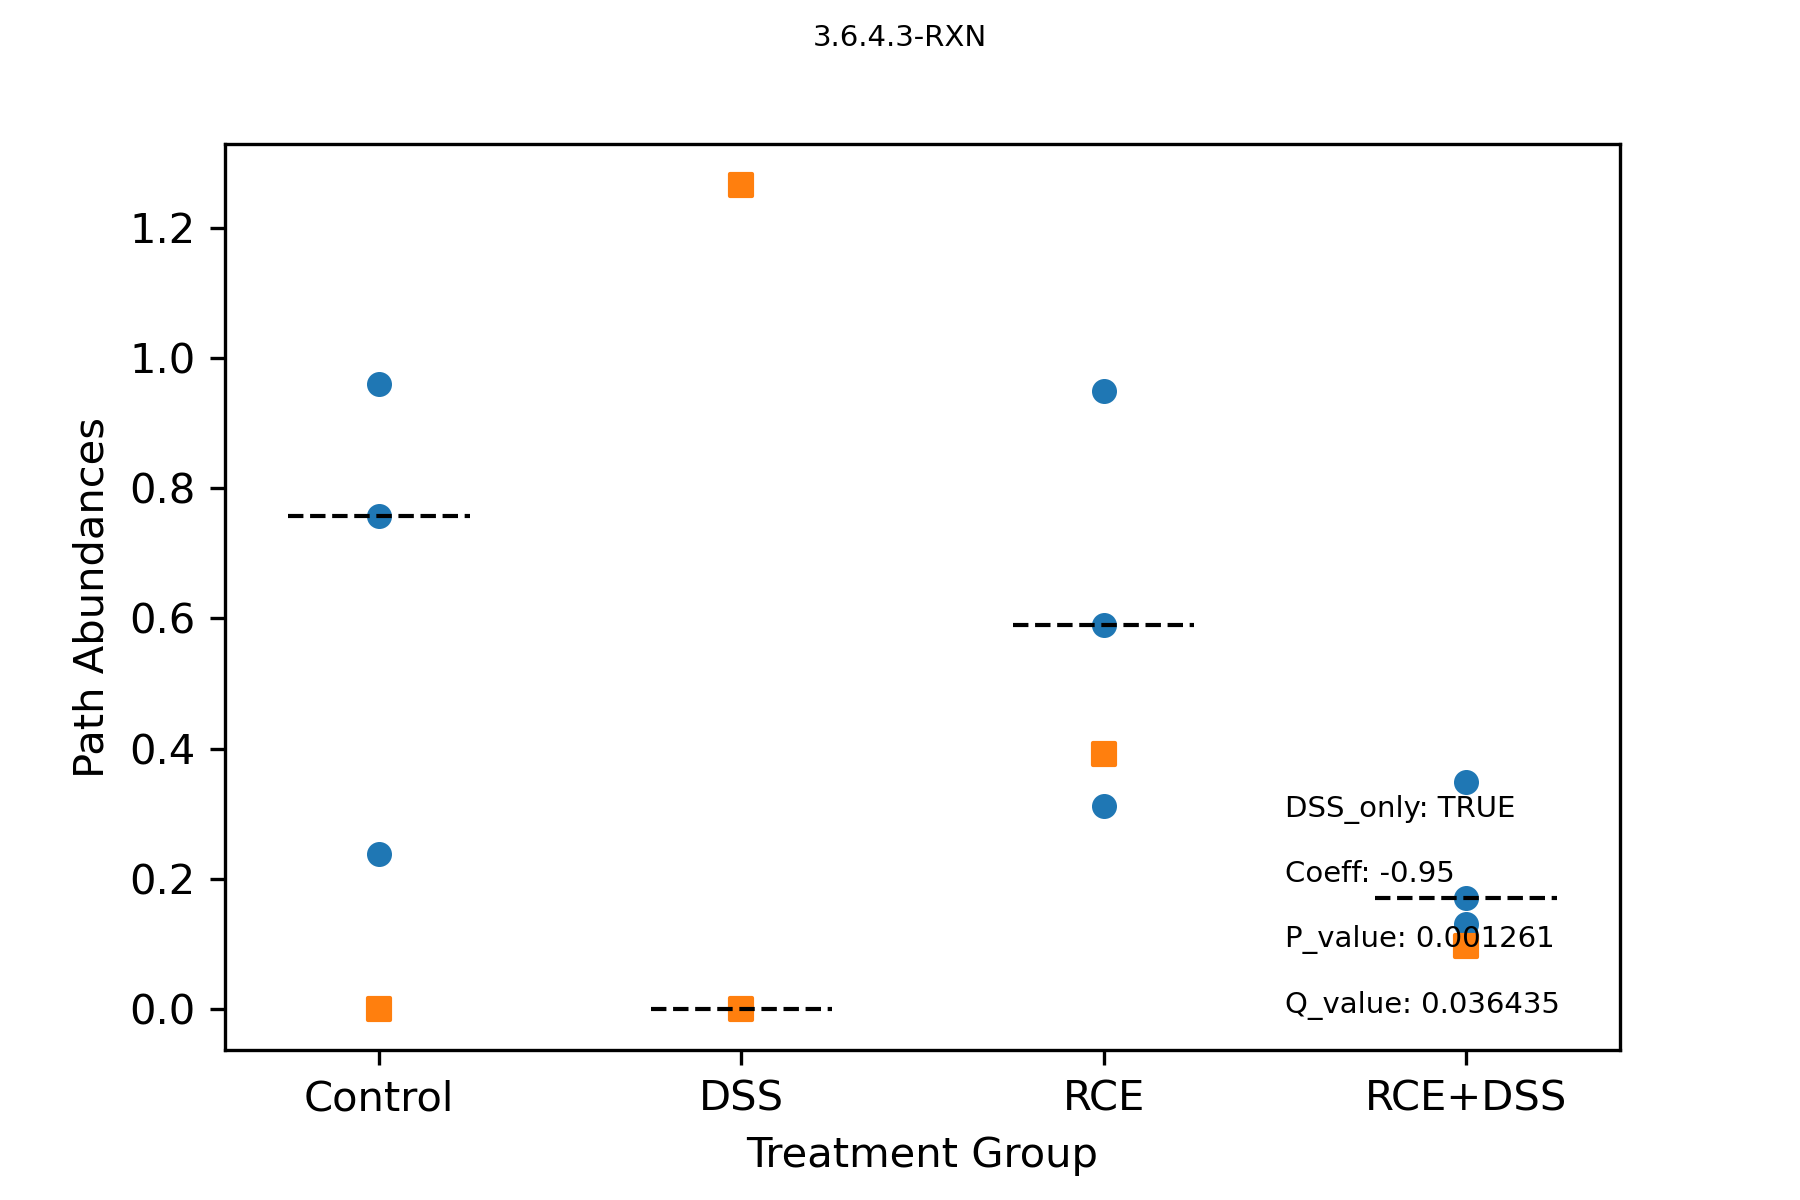 3.6.4.3-RXN
1.2
1.0
0.8
0.6
0.4
0.2
0.0
Path Abundances
DSS_only: TRUE
Coeff: -0.95
P_value: 0.001261
Q_value: 0.036435
Control DSS RCE RCE+DSS
Treatment Group